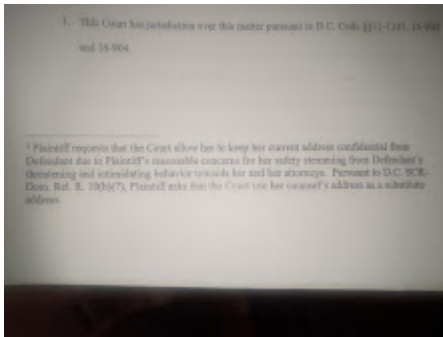 1. This Court has jurisdiction over this matter pursuant to D.C. Code §§11-1101, 16-
and 16-904.
Plaintiff requests that the Court allow her to keep her current address confidential from
Defendant due to Plaintiff's reasonable concerns for her safety stemming from Defendant's
threatening and intimidating behavior towards her and her attorneys. Pursuant to D.C. SCR-
Dom. Rel. R. 10(b)(7), Plaintiff asks that the Court use her counsel's address as a substitute
address.